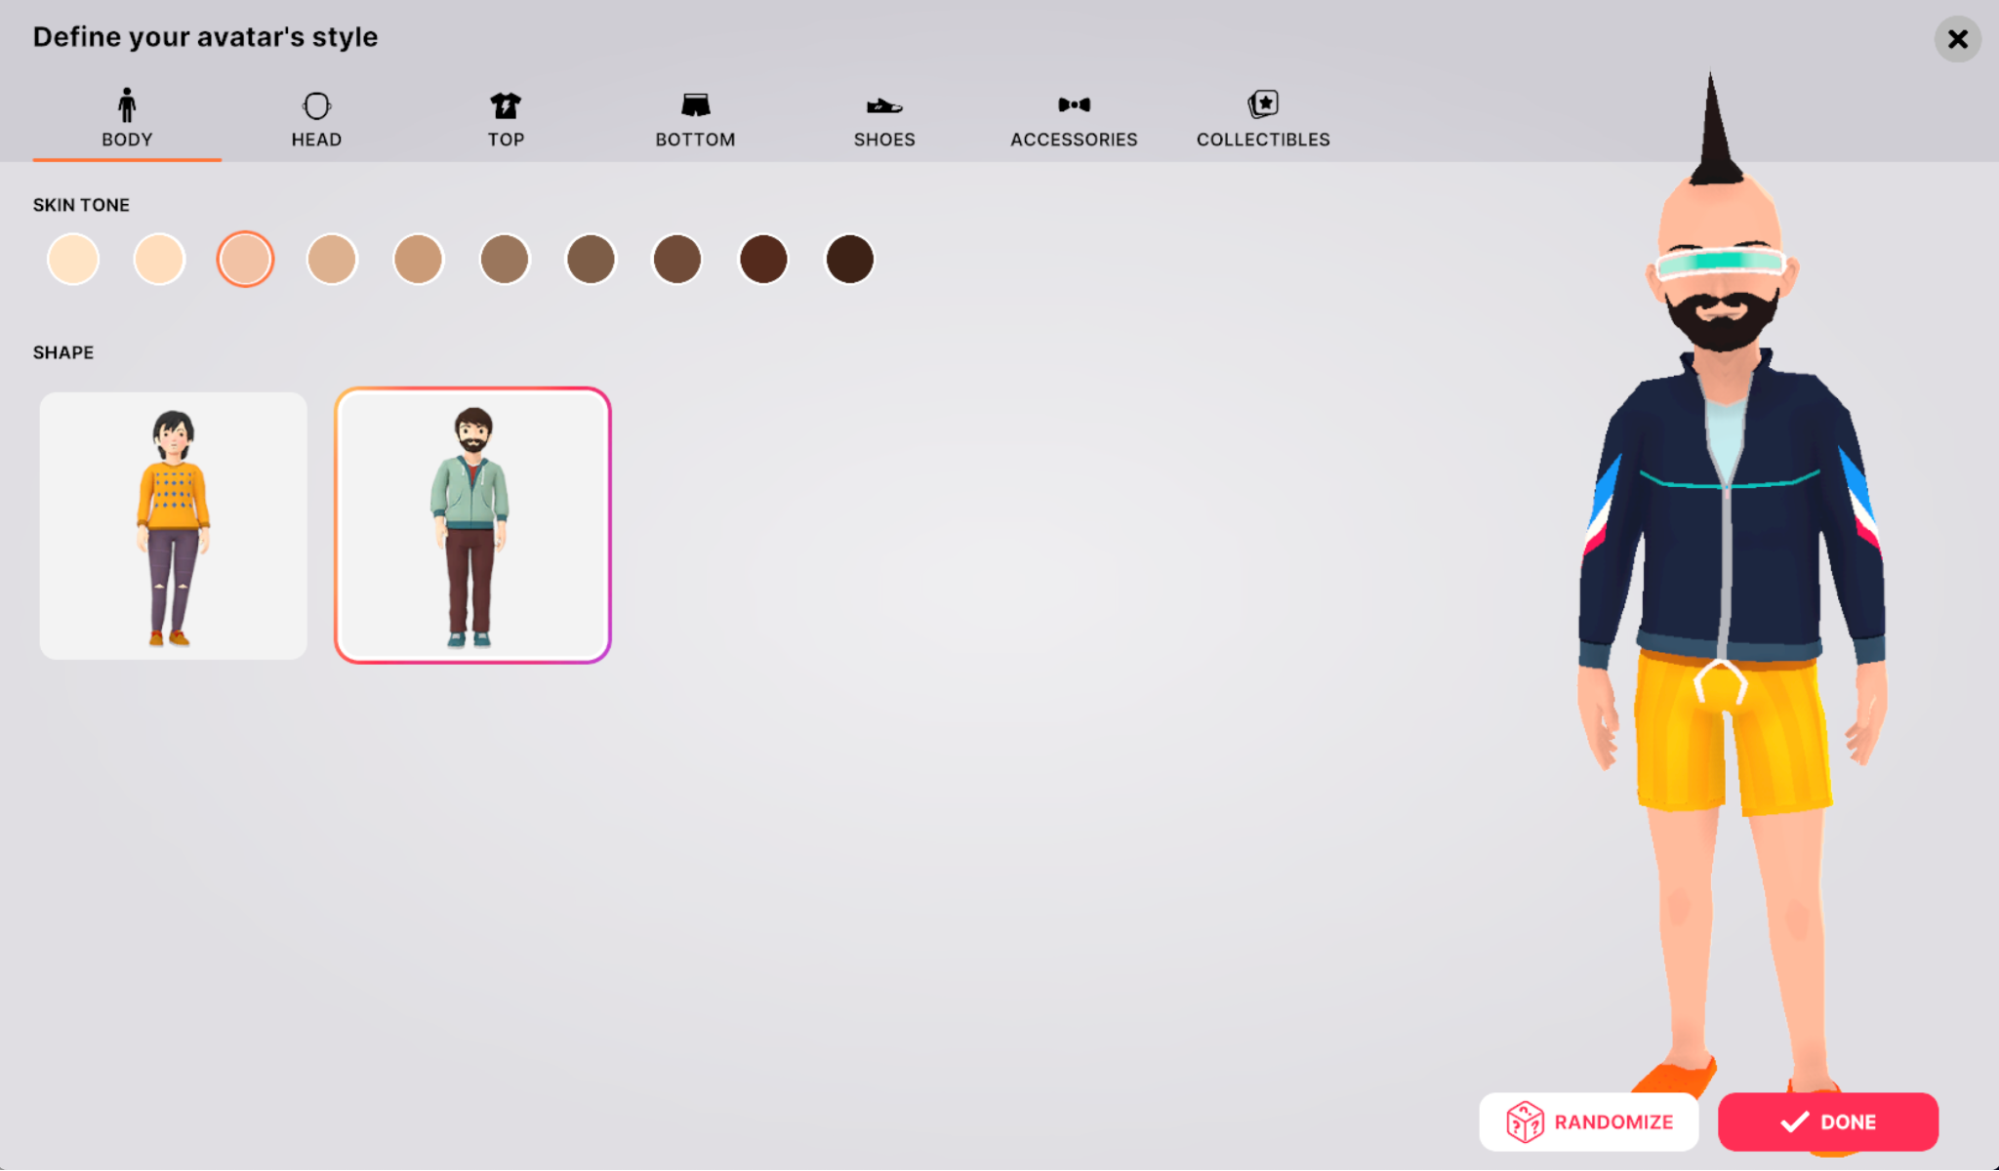 Define your avatar's style
BODY
HEAD
TOP
BOTTOM
SHOES
ACCESSORIES
COLLECTIBLES
SKIN TONE
SHAPE
RANDOMIZE
DONE